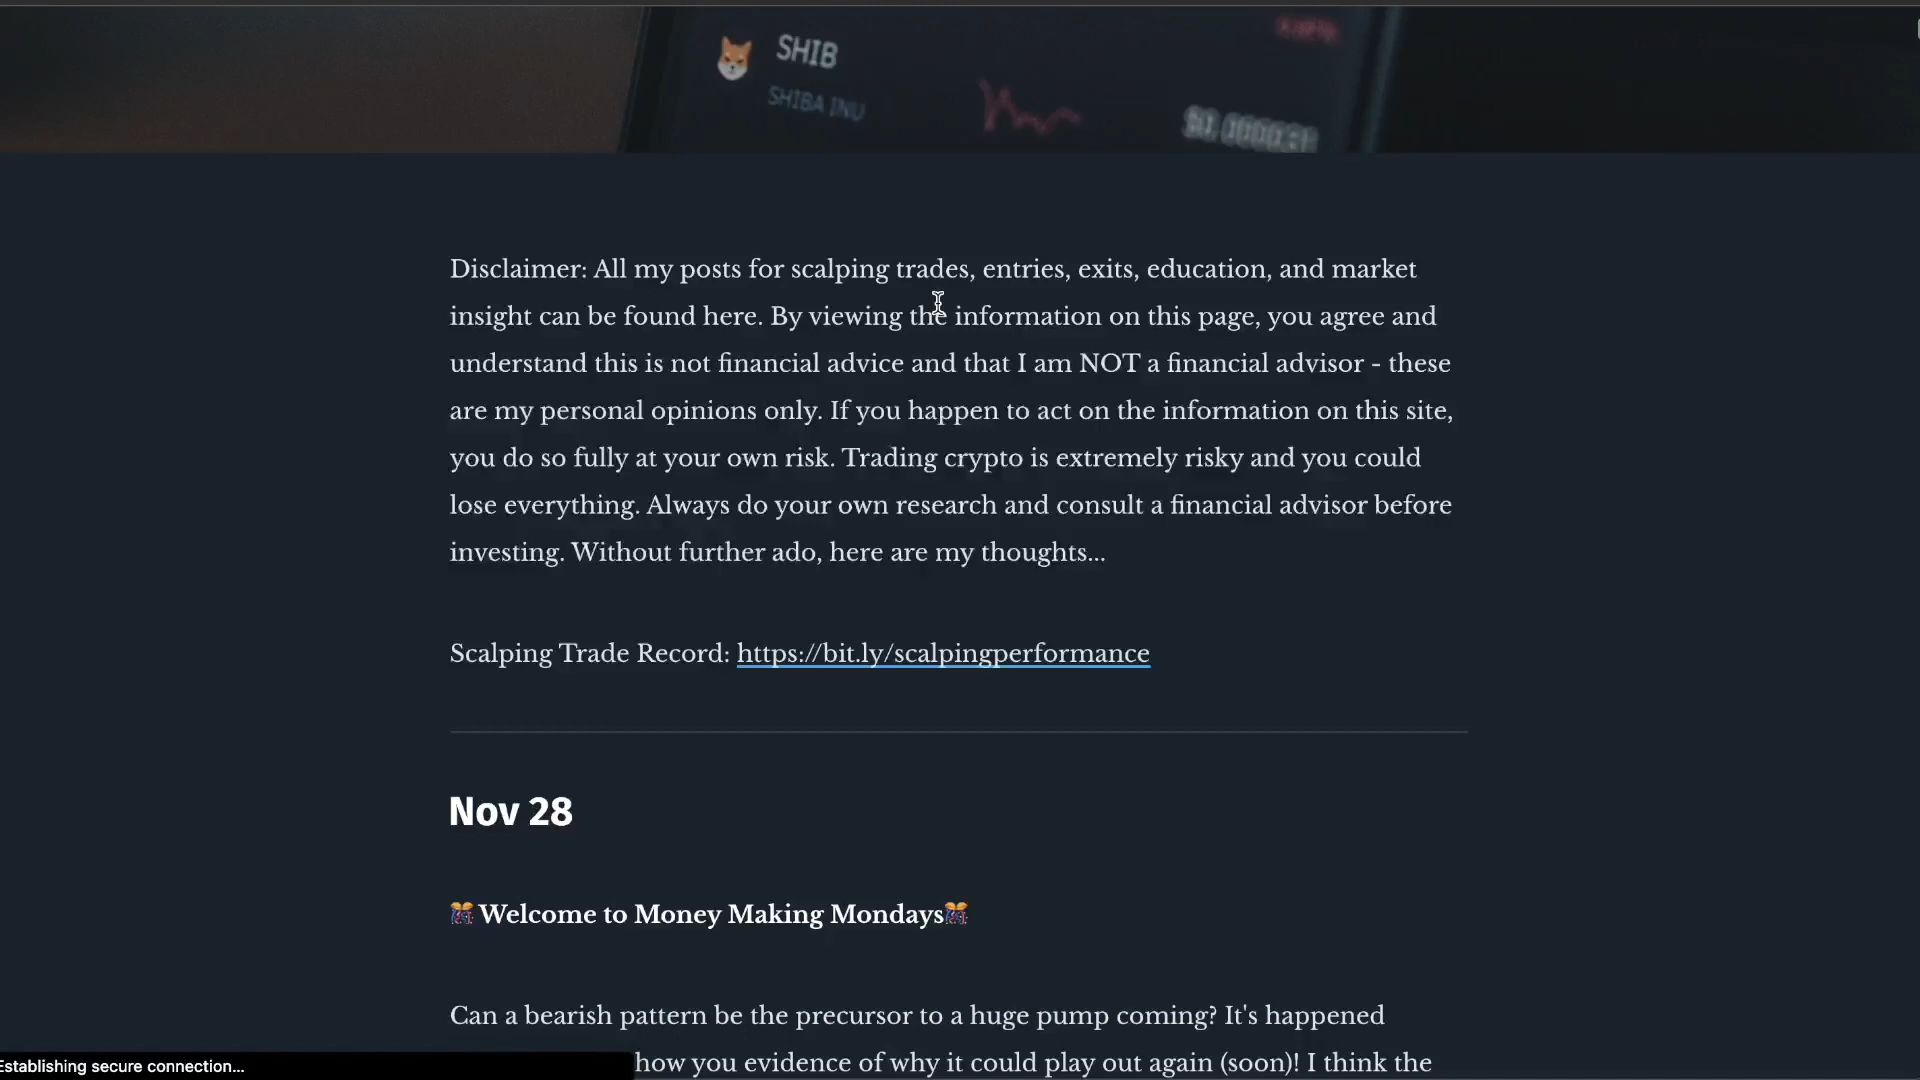 SHIB
SHIBA INU
Disclaimer: All my posts for scalping trades, entries, exits, education, and market
insight can be found here. By viewing the information on this page, you agree and
understand this is not financial advice and that I am NOT a financial advisor - these
are my personal opinions only. If you happen to act on the information on this site,
you do so fully at your own risk. Trading crypto is extremely risky and you could
lose everything. Always do your own research and consult a financial advisor before
investing. Without further ado, here are my thoughts...
Scalping Trade Record: https://bit.ly/scalpingperformance
Nov 28
🎊Welcome to Money Making Mondays🎊
Can a bearish pattern be the precursor to a huge pump coming? It's happened
how you evidence of why it could play out again (soon)! I think the
Establishing secure connection...